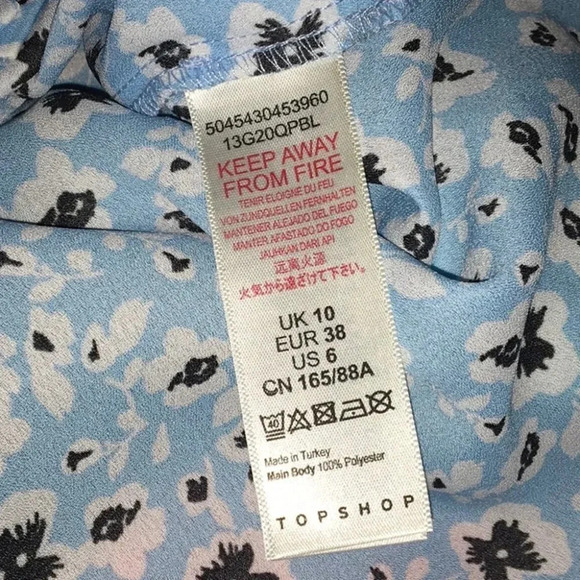 5045430453960
13G20QPBL
KEEP AWAY
FROM FIRE
TENIR ELOIGNE DU FEU
VON ZUNDQUELLEN FERNHALTEN
MANTENER ALEJADO DEL FUEGO
MANTER AFASTADO DO FOGO
JAUHKAN DARI API
远离火源
火気から遠ざけて下さい。
UK 10
EUR 38
US 6
CN 165/88A
40
Made in Turkey
Main Body 100% Polyester
TOPSHOP